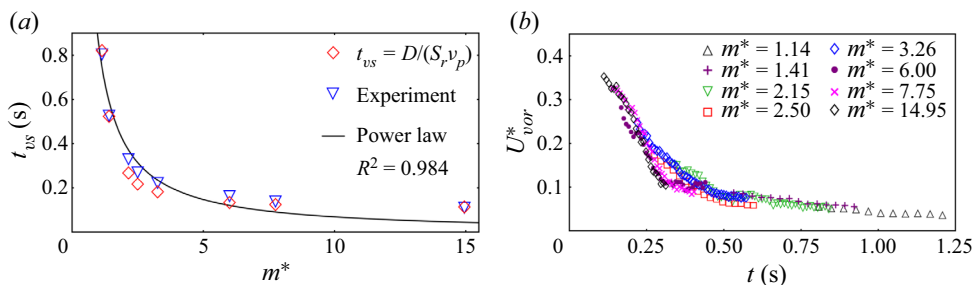 (a)
t_vs (s)
0.8
0.6
0.4
0.2
0
5
10
15
m*
t_vs = D/(S_r v_p)
Experiment
Power law
R² = 0.984
(b)
U*_vor
0.4
0.3
0.2
0.1
0
0.25
0.50
0.75
1.00
1.25
t (s)
m* = 1.14
m* = 1.41
m* = 2.15
m* = 2.50
m* = 3.26
m* = 6.00
m* = 7.75
m* = 14.95